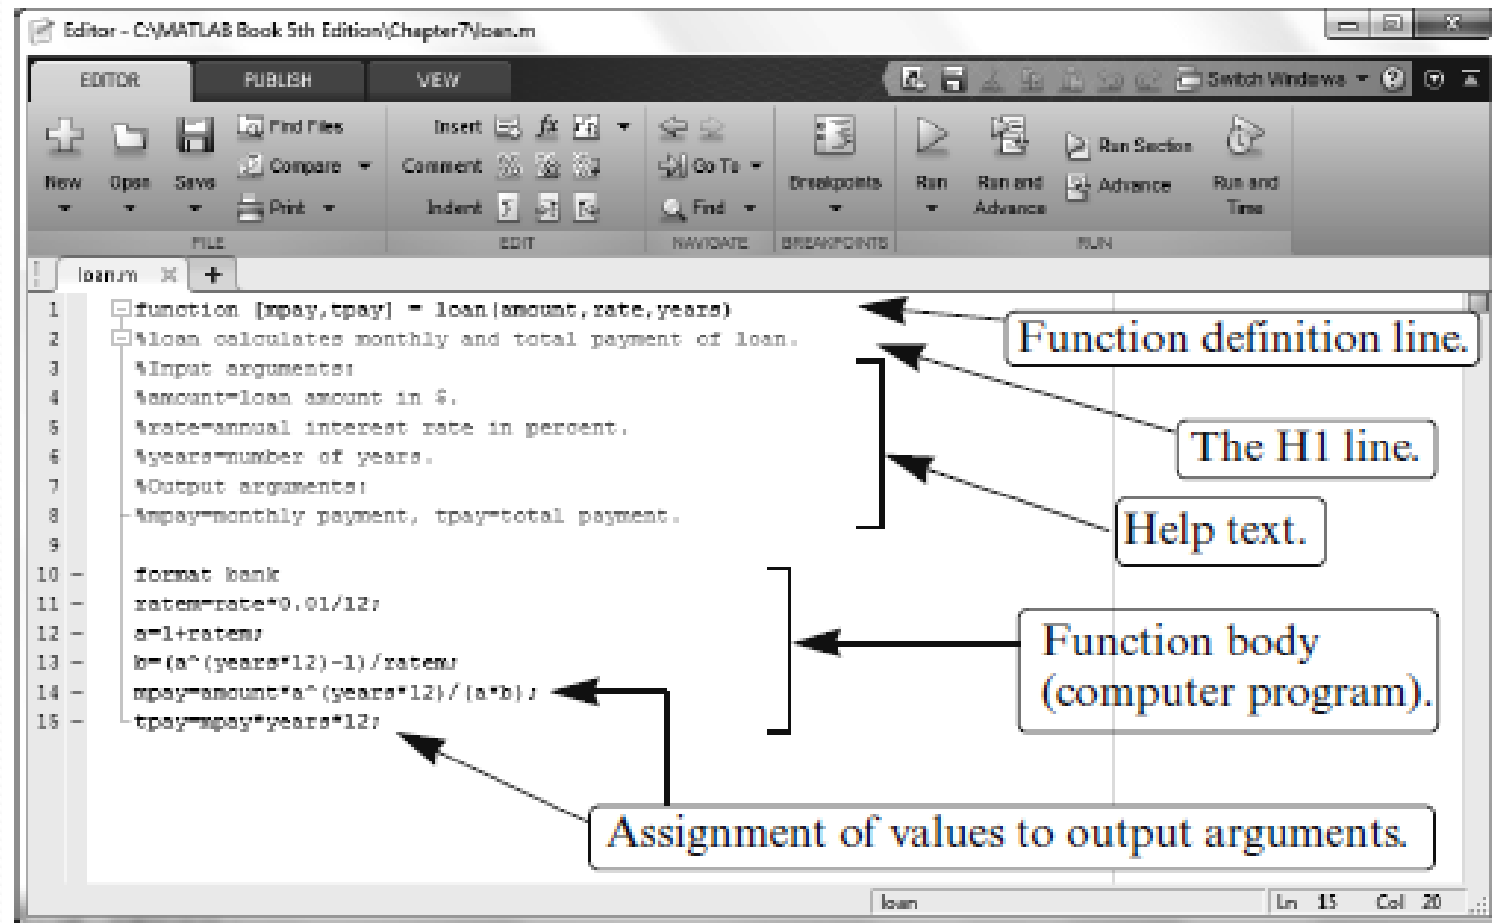 Editor - C:\MATLAB Book 5th Edition\Chapter7\loan.m
EDITOR PUBLISH VIEW Switch Windows
Find Files Insert fx
Compare Comment Go To Run Section
New Open Save Breakpoints Run Run and Advance Advance Run and Time
Print Indent Find
FILE EDIT NAVIGATE BREAKPOINTS RUN
loan.m +
1 function [mpay,tpay] = loan(amount,rate,years)
Function definition line.
2 %loan calculates monthly and total payment of loan.
3 %Input arguments:
4 %amount=loan amount in $.
5 %rate=annual interest rate in percent.
The H1 line.
6 %years=number of years.
7 %Output arguments:
8 %mpay=monthly payment, tpay=total payment.
Help text.
9
10 - format bank
11 - ratem=rate*0.01/12;
12 - a=1+ratem;
13 - b=(a^(years*12)-1)/ratem;
14 - mpay=amount*a^(years*12)/(a*b);
15 - tpay=mpay*years*12;
Function body
(computer program).
Assignment of values to output arguments.
loan Ln 15 Col 20